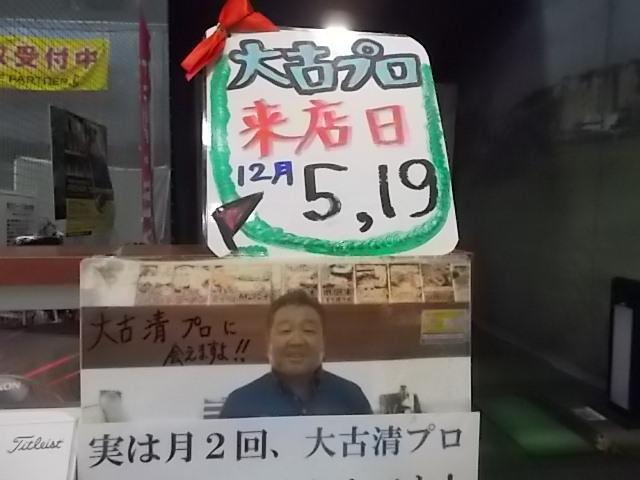 受付中
PARTNER
大古プロ
来店日
12月
5,19
大古清プロに
会えますよ!!
Titleist
実は月2回、大古清プロ